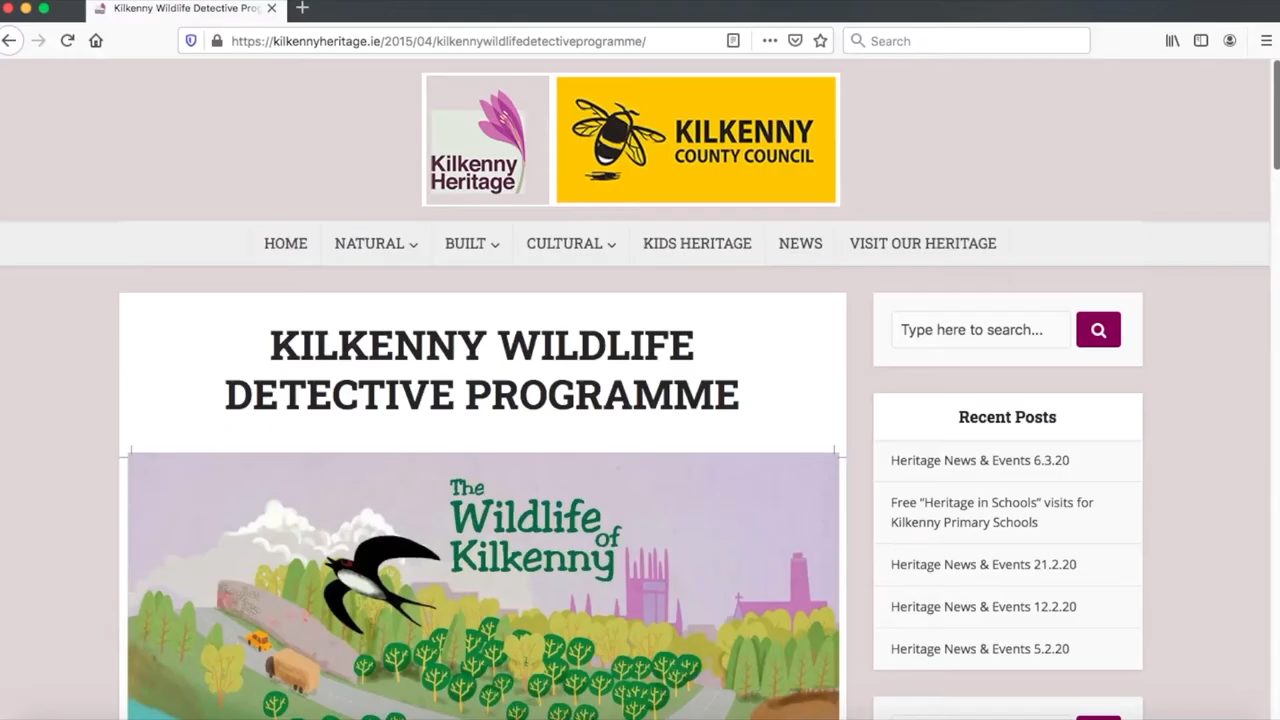 Kilkenny Wildlife Detective Prog
https://kilkennyheritage.ie/2015/04/kilkennywildlifedetectiveprogramme/
Search
Kilkenny
Heritage
KILKENNY
COUNTY COUNCIL
HOME
NATURAL
BUILT
CULTURAL
KIDS HERITAGE
NEWS
VISIT OUR HERITAGE
KILKENNY WILDLIFE
DETECTIVE PROGRAMME
The
Wildlife
of
Kilkenny
Type here to search...
Recent Posts
Heritage News & Events 6.3.20
Free “Heritage in Schools” visits for
Kilkenny Primary Schools
Heritage News & Events 21.2.20
Heritage News & Events 12.2.20
Heritage News & Events 5.2.20